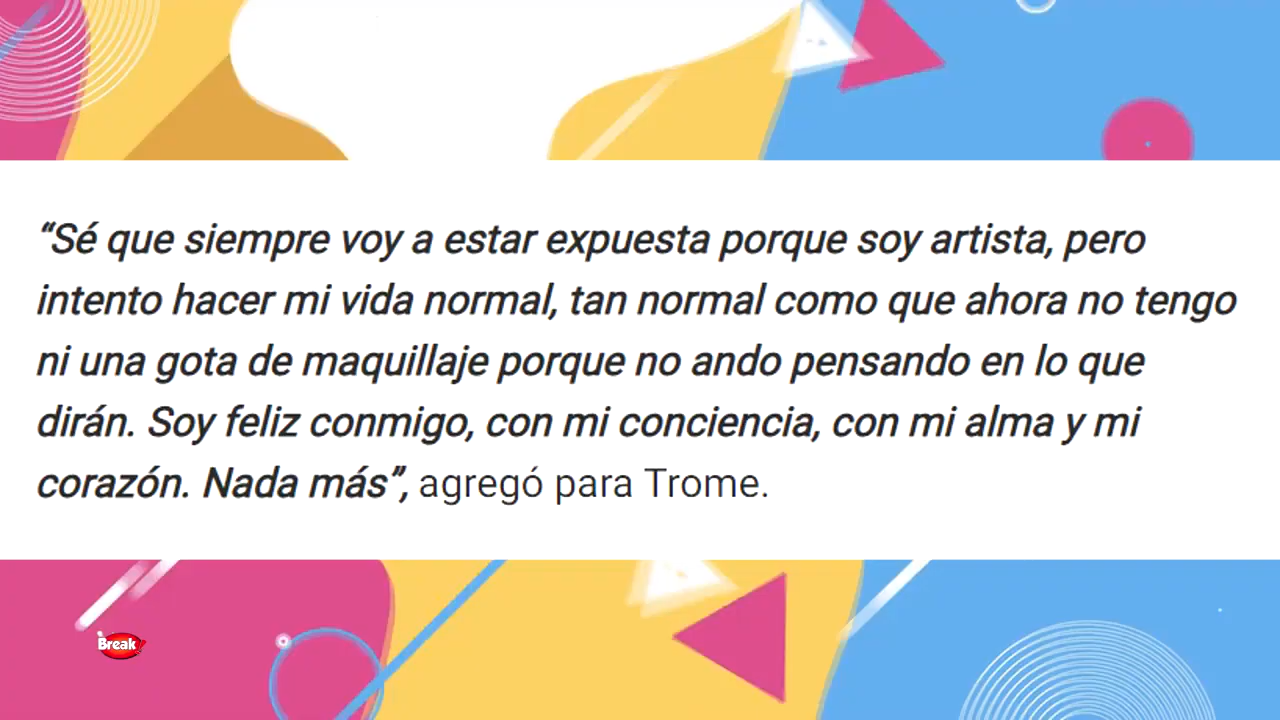 “Sé que siempre voy a estar expuesta porque soy artista, pero
intento hacer mi vida normal, tan normal como que ahora no tengo
ni una gota de maquillaje porque no ando pensando en lo que
dirán. Soy feliz conmigo, con mi conciencia, con mi alma y mi
corazón. Nada más”, agregó para Trome.
Break